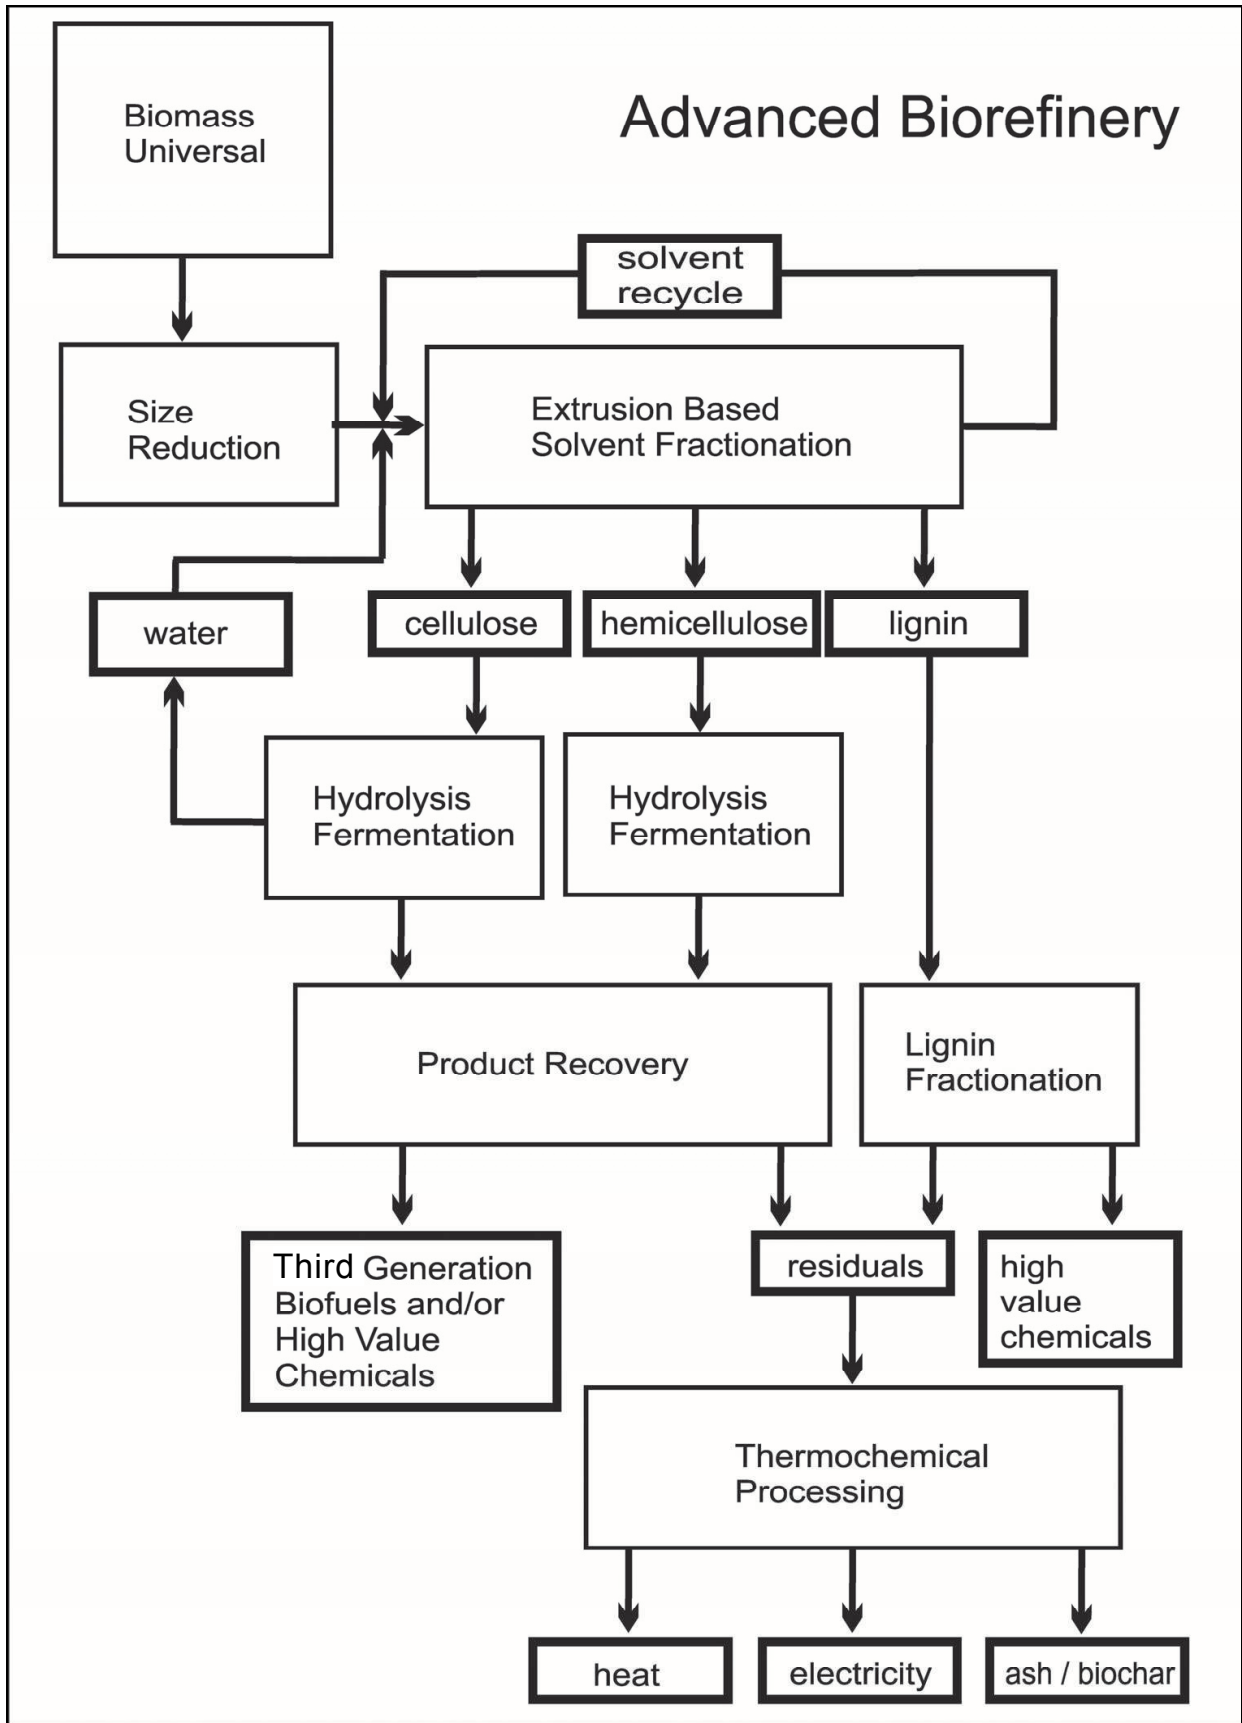 Advanced Biorefinery
Biomass
Universal
solvent
recycle
Size
Reduction
Extrusion Based
Solvent Fractionation
water
cellulose
hemicellulose
lignin
Hydrolysis
Fermentation
Hydrolysis
Fermentation
Product Recovery
Lignin
Fractionation
Third Generation
Biofuels and/or
High Value
Chemicals
residuals
high
value
chemicals
Thermochemical
Processing
heat
electricity
ash / biochar